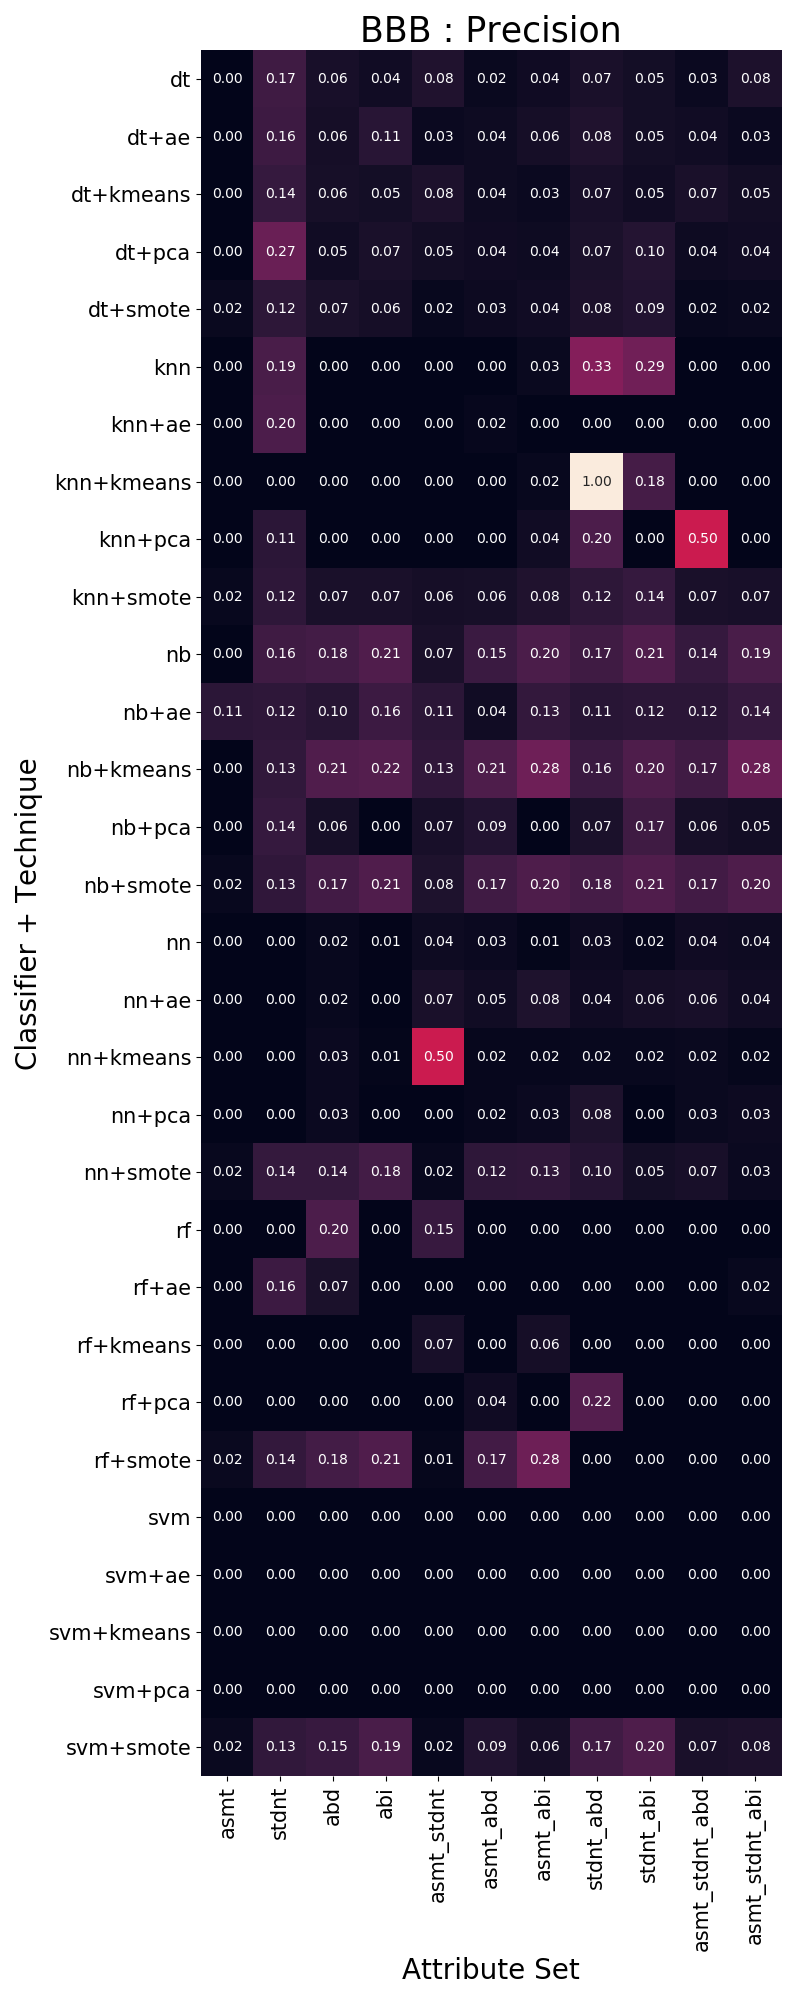 BBB : Precision
dt 0.00 0.17 0.06 0.04 0.08 0.02 0.04 0.07 0.05 0.03 0.08
dt+ae 0.00 0.16 0.06 0.11 0.03 0.04 0.06 0.08 0.05 0.04 0.03
dt+kmeans 0.00 0.14 0.06 0.05 0.08 0.04 0.03 0.07 0.05 0.07 0.05
dt+pca 0.00 0.27 0.05 0.07 0.05 0.04 0.04 0.07 0.10 0.04 0.04
dt+smote 0.02 0.12 0.07 0.06 0.02 0.03 0.04 0.08 0.09 0.02 0.02
knn 0.00 0.19 0.00 0.00 0.00 0.00 0.03 0.33 0.29 0.00 0.00
knn+ae 0.00 0.20 0.00 0.00 0.00 0.02 0.00 0.00 0.00 0.00 0.00
knn+kmeans 0.00 0.00 0.00 0.00 0.00 0.00 0.02 1.00 0.18 0.00 0.00
knn+pca 0.00 0.11 0.00 0.00 0.00 0.00 0.04 0.20 0.00 0.50 0.00
knn+smote 0.02 0.12 0.07 0.07 0.06 0.06 0.08 0.12 0.14 0.07 0.07
nb 0.00 0.16 0.18 0.21 0.07 0.15 0.20 0.17 0.21 0.14 0.19
nb+ae 0.11 0.12 0.10 0.16 0.11 0.04 0.13 0.11 0.12 0.12 0.14
nb+kmeans 0.00 0.13 0.21 0.22 0.13 0.21 0.28 0.16 0.20 0.17 0.28
nb+pca 0.00 0.14 0.06 0.00 0.07 0.09 0.00 0.07 0.17 0.06 0.05
nb+smote 0.02 0.13 0.17 0.21 0.08 0.17 0.20 0.18 0.21 0.17 0.20
nn 0.00 0.00 0.02 0.01 0.04 0.03 0.01 0.03 0.02 0.04 0.04
nn+ae 0.00 0.00 0.02 0.00 0.07 0.05 0.08 0.04 0.06 0.06 0.04
nn+kmeans 0.00 0.00 0.03 0.01 0.50 0.02 0.02 0.02 0.02 0.02 0.02
nn+pca 0.00 0.00 0.03 0.00 0.00 0.02 0.03 0.08 0.00 0.03 0.03
nn+smote 0.02 0.14 0.14 0.18 0.02 0.12 0.13 0.10 0.05 0.07 0.03
rf 0.00 0.00 0.20 0.00 0.15 0.00 0.00 0.00 0.00 0.00 0.00
rf+ae 0.00 0.16 0.07 0.00 0.00 0.00 0.00 0.00 0.00 0.00 0.02
rf+kmeans 0.00 0.00 0.00 0.00 0.07 0.00 0.06 0.00 0.00 0.00 0.00
rf+pca 0.00 0.00 0.00 0.00 0.00 0.04 0.00 0.22 0.00 0.00 0.00
rf+smote 0.02 0.14 0.18 0.21 0.01 0.17 0.28 0.00 0.00 0.00 0.00
svm 0.00 0.00 0.00 0.00 0.00 0.00 0.00 0.00 0.00 0.00 0.00
svm+ae 0.00 0.00 0.00 0.00 0.00 0.00 0.00 0.00 0.00 0.00 0.00
svm+kmeans 0.00 0.00 0.00 0.00 0.00 0.00 0.00 0.00 0.00 0.00 0.00
svm+pca 0.00 0.00 0.00 0.00 0.00 0.00 0.00 0.00 0.00 0.00 0.00
svm+smote 0.02 0.13 0.15 0.19 0.02 0.09 0.06 0.17 0.20 0.07 0.08
Classifier + Technique
asmt
stdnt
abd
abi
asmt_stdnt
asmt_abd
asmt_abi
stdnt_abd
stdnt_abi
asmt_stdnt_abd
asmt_stdnt_abi
Attribute Set